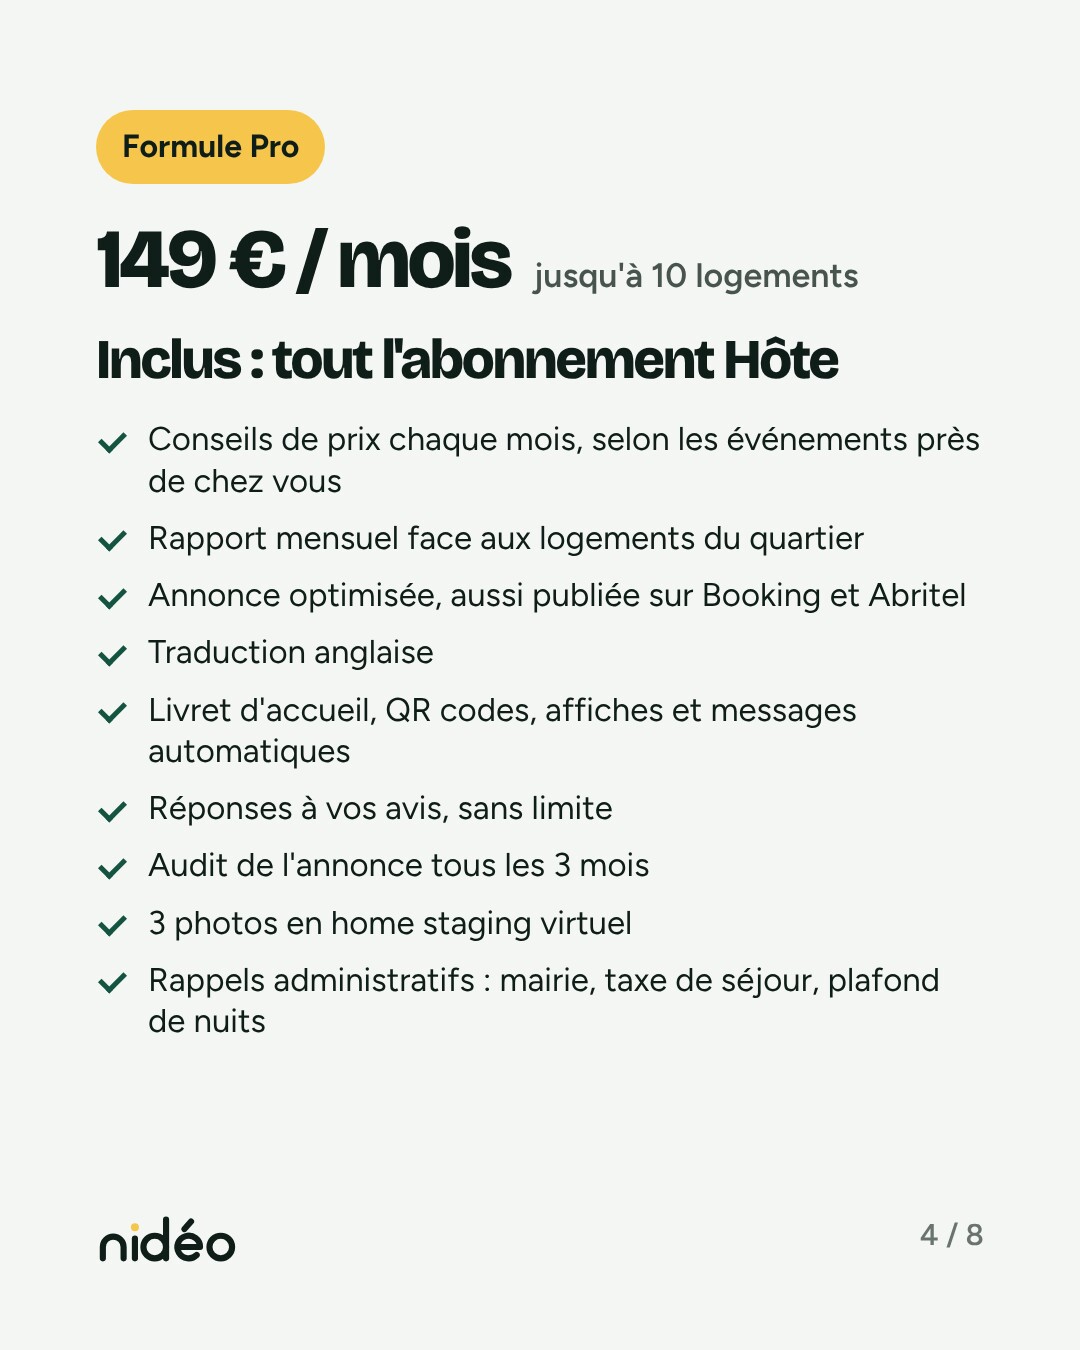 Formule Pro
149 € / mois jusqu'à 10 logements
Inclus : tout l'abonnement Hôte
Conseils de prix chaque mois, selon les événements près
de chez vous
Rapport mensuel face aux logements du quartier
Annonce optimisée, aussi publiée sur Booking et Abritel
Traduction anglaise
Livret d'accueil, QR codes, affiches et messages
automatiques
Réponses à vos avis, sans limite
Audit de l'annonce tous les 3 mois
3 photos en home staging virtuel
Rappels administratifs : mairie, taxe de séjour, plafond
de nuits
nidéo
4 / 8